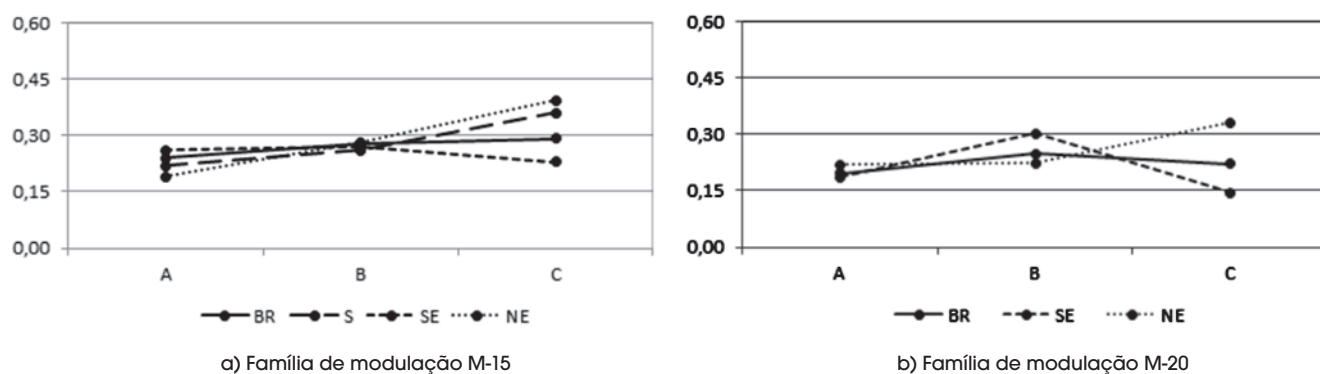 0,60
0,45
0,30
0,15
0,00
A B C
BR S SE NE
a) Família de modulação M-15
0,60
0,45
0,30
0,15
0,00
A B C
BR SE NE
b) Família de modulação M-20